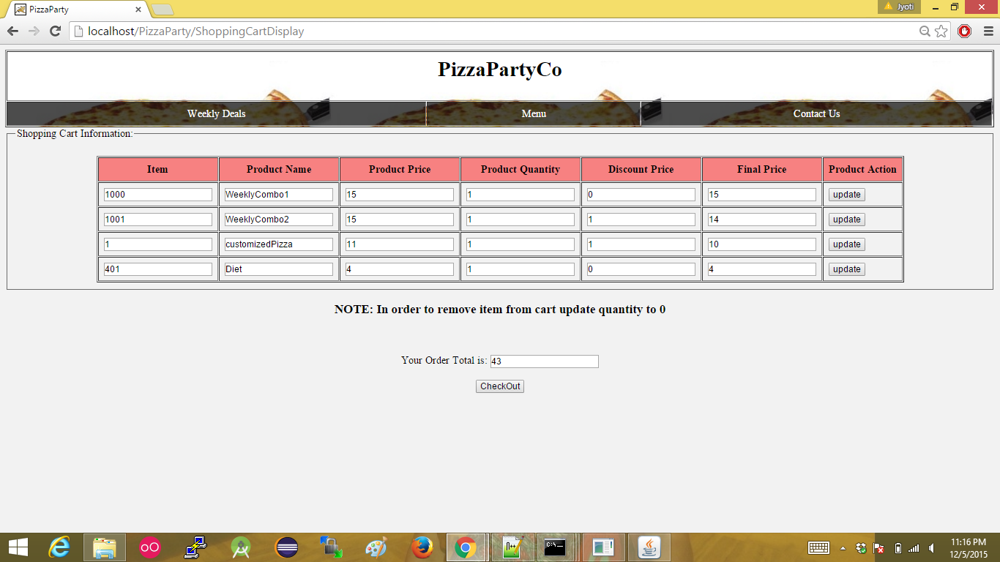 PizzaParty
Jyoti
localhost/PizzaParty/ShoppingCartDisplay
PizzaPartyCo
Weekly Deals Menu Contact Us
Shopping Cart Information:
Item Product Name Product Price Product Quantity Discount Price Final Price Product Action
1000 WeeklyCombo1 15 1 0 15 update
1001 WeeklyCombo2 15 1 1 14 update
1 customizedPizza 11 1 1 10 update
401 Diet 4 1 0 4 update
NOTE: In order to remove item from cart update quantity to 0
Your Order Total is: 43
CheckOut
11:16 PM
12/5/2015